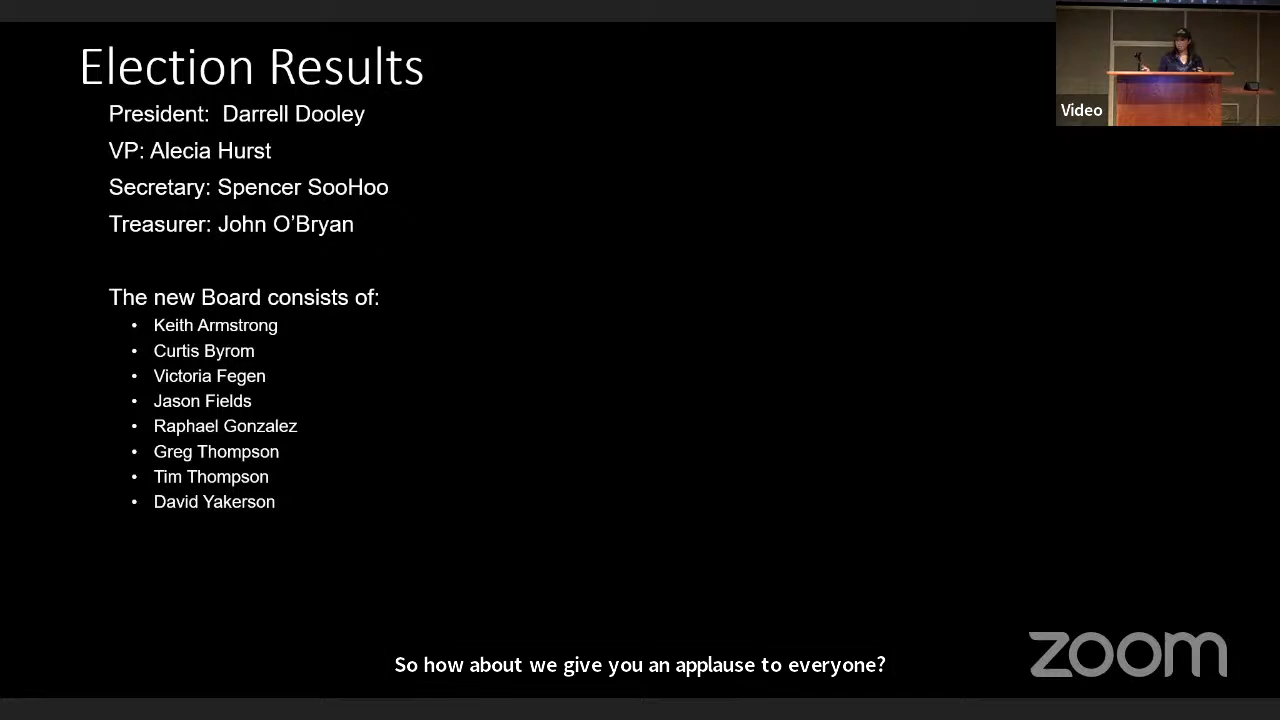 Election Results
President:  Darrell Dooley
VP: Alecia Hurst
Secretary: Spencer SooHoo
Treasurer: John O'Bryan
The new Board consists of:
• Keith Armstrong
• Curtis Byrom
• Victoria Fegen
• Jason Fields
• Raphael Gonzalez
• Greg Thompson
• Tim Thompson
• David Yakerson
Video
So how about we give you an applause to everyone?
zoom